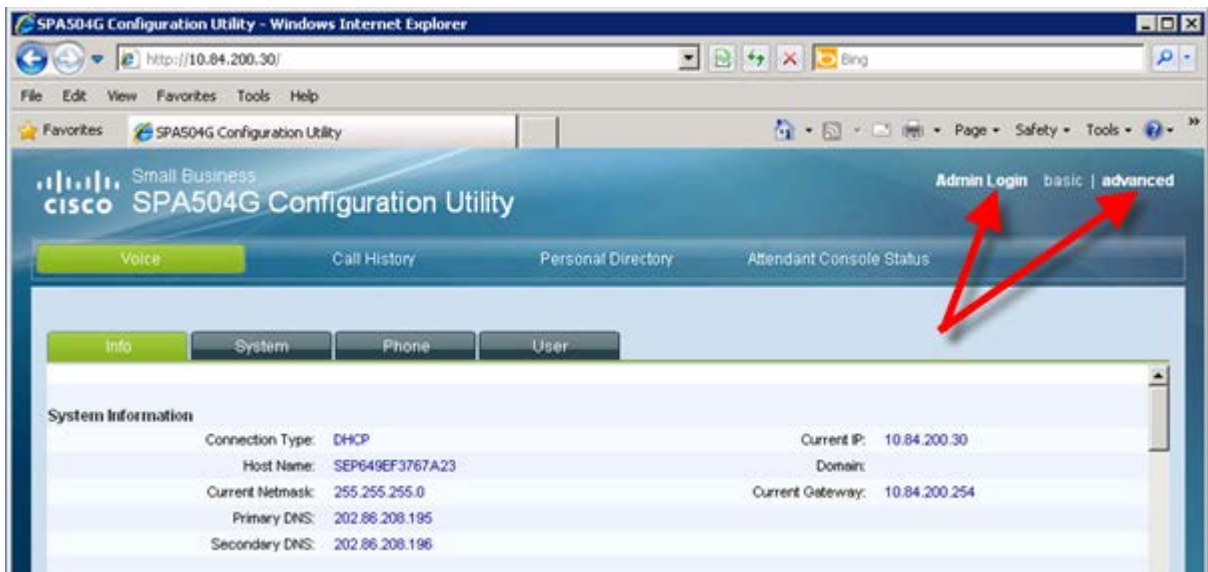 SPA504G Configuration Utility - Windows Internet Explorer
http://10.84.200.30/
Bing
File Edit View Favorites Tools Help
Favorites SPA504G Configuration Utility Page Safety Tools
Small Business
Admin Login basic | advanced
CISCO SPA504G Configuration Utility
Voice Call History Personal Directory Attendant Console Status
Info System Phone User
System Information
Connection Type: DHCP Current IP: 10.84.200.30
Host Name: SEP649EF3767A23 Domain:
Current Netmask: 255.255.255.0 Current Gateway: 10.84.200.254
Primary DNS: 202.86.208.195
Secondary DNS: 202.86.208.196